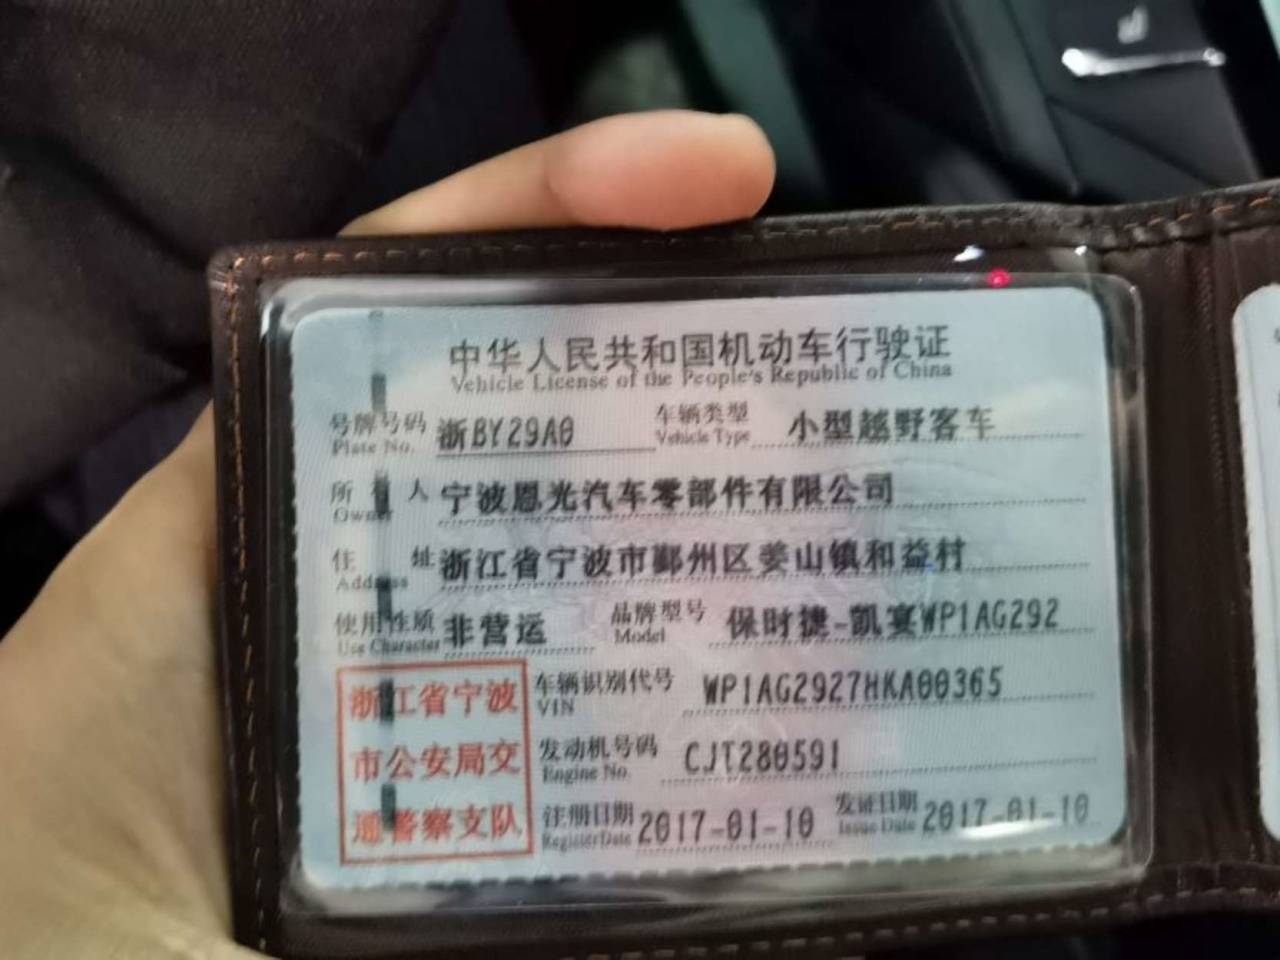 中华人民共和国机动车行驶证
Vehicle License of the People's Republic of China
号牌号码 浙BY29A0 车辆类型 小型越野客车
Plate No. Vehicle Type
所有人 宁波恩光汽车零部件有限公司
Owner
住址 浙江省宁波市鄞州区姜山镇和益村
Address
使用性质 非营运 品牌型号 保时捷-凯宴WP1AG292
Use Character Model
浙江省宁波 车辆识别代号 WP1AG2927HKA00365
VIN
市公安局交 发动机号码 CJT280591
Engine No.
通警察支队 注册日期 2017-01-10 发证日期 2017-01-10
Register Date Issue Date